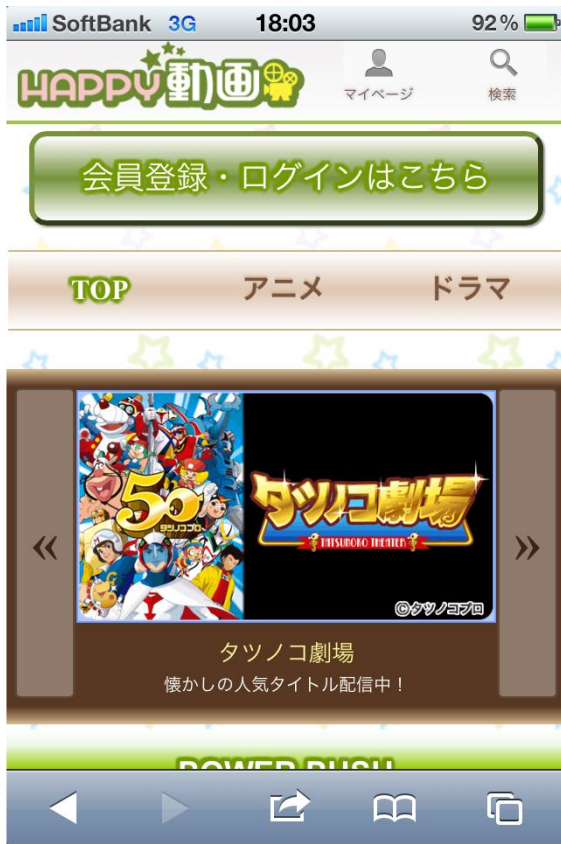 SoftBank 3G 18:03 92%
HAPPY動画
マイページ 検索
会員登録・ログインはこちら
TOP アニメ ドラマ
«
50
タツノコプロ
タツノコ劇場
TATSUNOKO THEATER
©タツノコプロ
»
タツノコ劇場
懐かしの人気タイトル配信中!
POWER PUSH